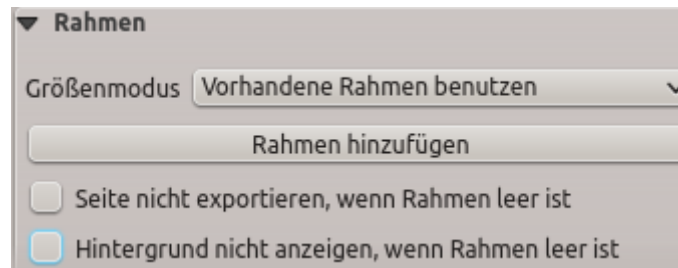 Rahmen
Größenmodus Vorhandene Rahmen benutzen
Rahmen hinzufügen
Seite nicht exportieren, wenn Rahmen leer ist
Hintergrund nicht anzeigen, wenn Rahmen leer ist